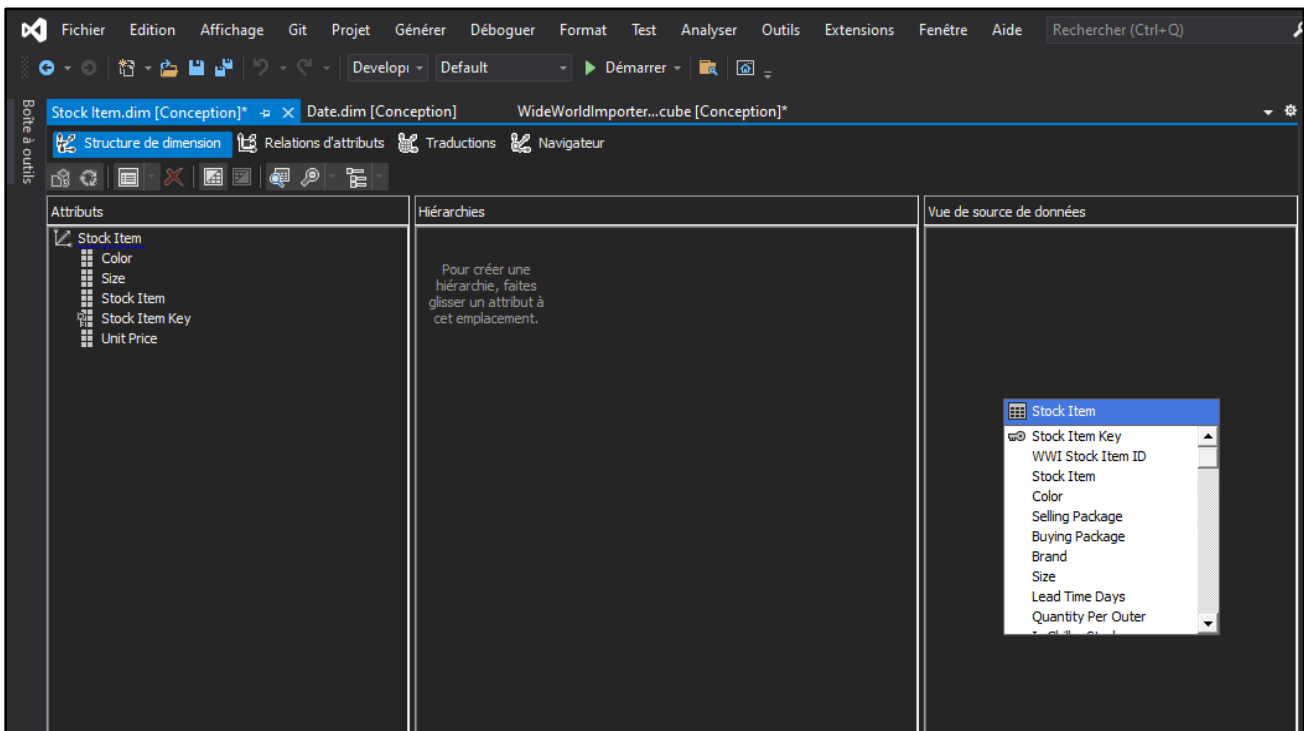 Fichier Edition Affichage Git Projet Générer Déboguer Format Test Analyser Outils Extensions Fenêtre Aide Rechercher (Ctrl+Q)
Developı Default Démarrer
Boîte à outils
Stock Item.dim [Conception]* Date.dim [Conception] WideWorldImporter...cube [Conception]*
Structure de dimension Relations d'attributs Traductions Navigateur
Attributs
Stock Item
Color
Size
Stock Item
Stock Item Key
Unit Price
Hiérarchies
Pour créer une
hiérarchie, faites
glisser un attribut à
cet emplacement.
Vue de source de données
Stock Item
Stock Item Key
WWI Stock Item ID
Stock Item
Color
Selling Package
Buying Package
Brand
Size
Lead Time Days
Quantity Per Outer